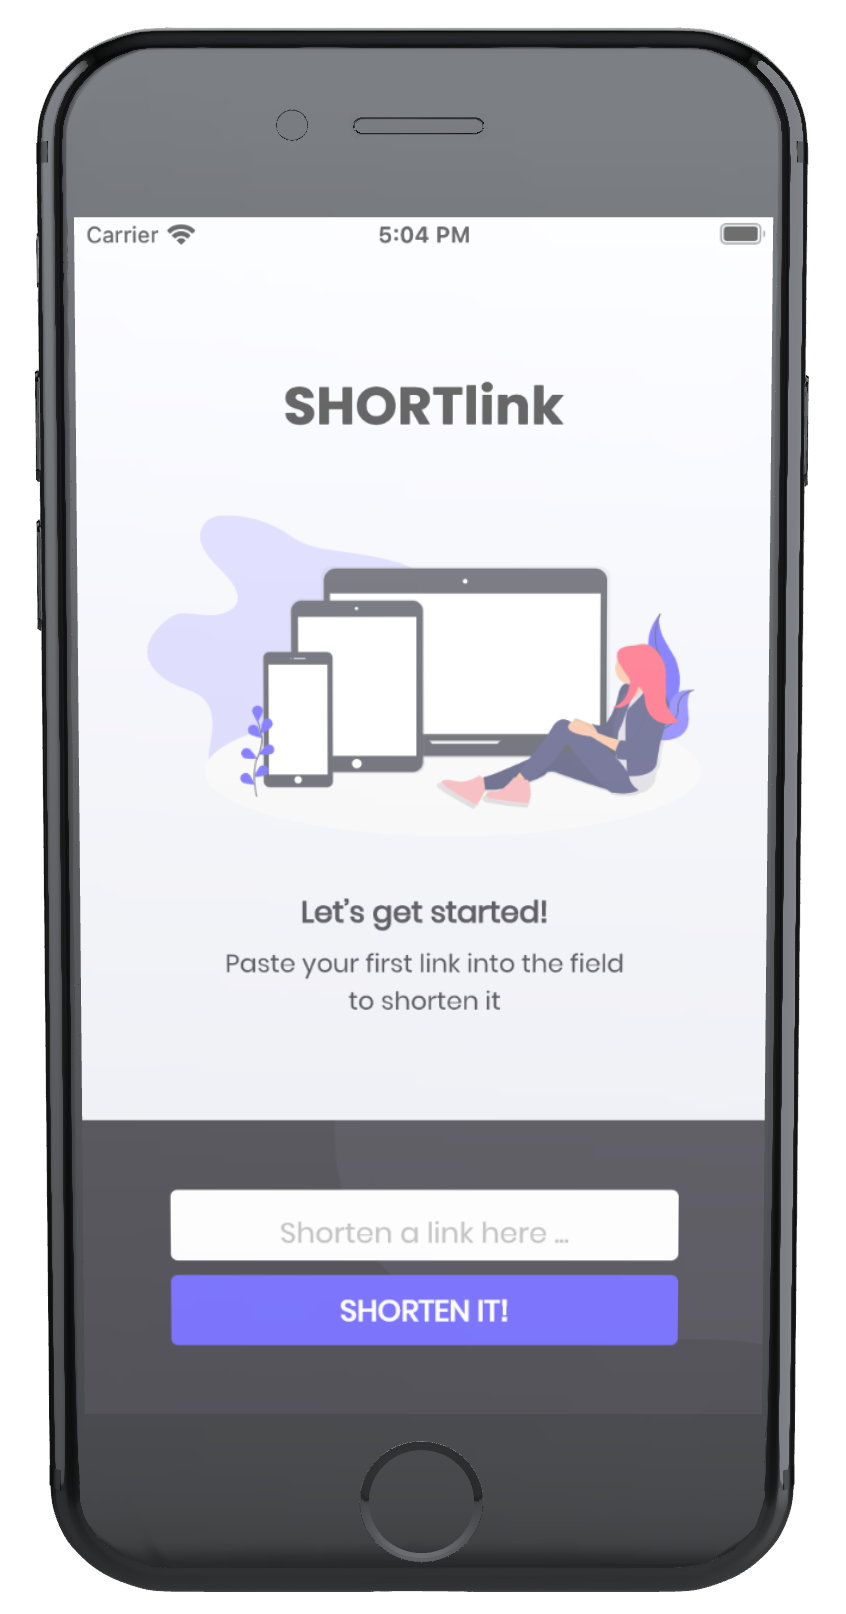 Carrier 5:04 PM
SHORTlink
Let's get started!
Paste your first link into the field
to shorten it
Shorten a link here ...
SHORTEN IT!